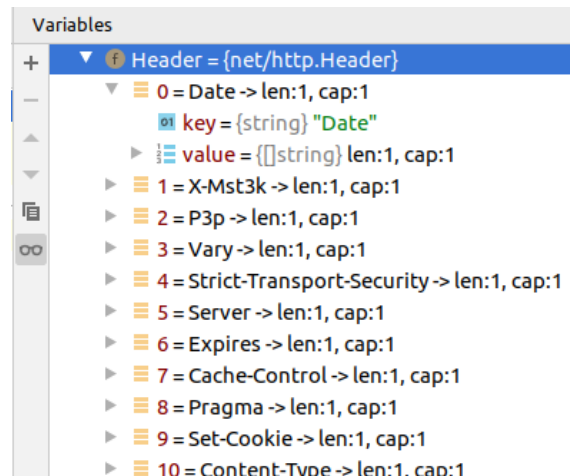 Variables
f Header = {net/http.Header}
0 = Date -> len:1, cap:1
01 key = {string} "Date"
value = {[]string} len:1, cap:1
1 = X-Mst3k -> len:1, cap:1
2 = P3p -> len:1, cap:1
3 = Vary -> len:1, cap:1
4 = Strict-Transport-Security -> len:1, cap:1
5 = Server -> len:1, cap:1
6 = Expires -> len:1, cap:1
7 = Cache-Control -> len:1, cap:1
8 = Pragma -> len:1, cap:1
9 = Set-Cookie -> len:1, cap:1
10 = Content-Type -> len:1, cap:1